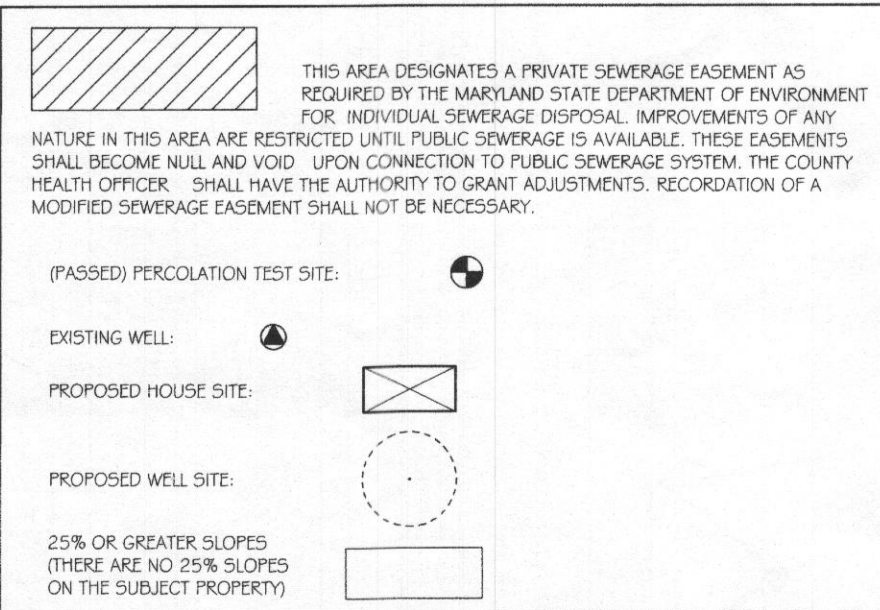 THIS AREA DESIGNATES A PRIVATE SEWERAGE EASEMENT AS
REQUIRED BY THE MARYLAND STATE DEPARTMENT OF ENVIRONMENT
FOR INDIVIDUAL SEWERAGE DISPOSAL. IMPROVEMENTS OF ANY
NATURE IN THIS AREA ARE RESTRICTED UNTIL PUBLIC SEWERAGE IS AVAILABLE. THESE EASEMENTS
SHALL BECOME NULL AND VOID UPON CONNECTION TO PUBLIC SEWERAGE SYSTEM. THE COUNTY
HEALTH OFFICER SHALL HAVE THE AUTHORITY TO GRANT ADJUSTMENTS. RECORDATION OF A
MODIFIED SEWERAGE EASEMENT SHALL NOT BE NECESSARY.
(PASSED) PERCOLATION TEST SITE:
EXISTING WELL:
PROPOSED HOUSE SITE:
PROPOSED WELL SITE:
25% OR GREATER SLOPES
(THERE ARE NO 25% SLOPES
ON THE SUBJECT PROPERTY)